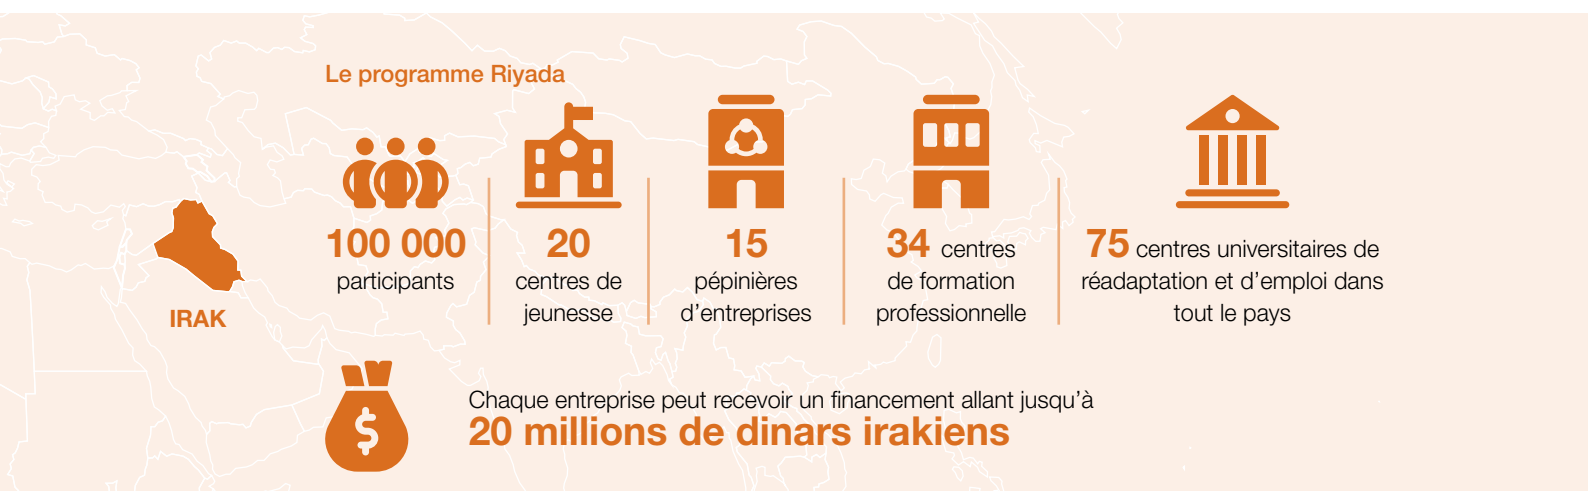 Le programme Riyada
IRAK
100 000
participants
20
centres de
jeunesse
15
pépinières
d’entreprises
34 centres
de formation
professionnelle
75 centres universitaires de
réadaptation et d’emploi dans
tout le pays
$
Chaque entreprise peut recevoir un financement allant jusqu’à
20 millions de dinars irakiens